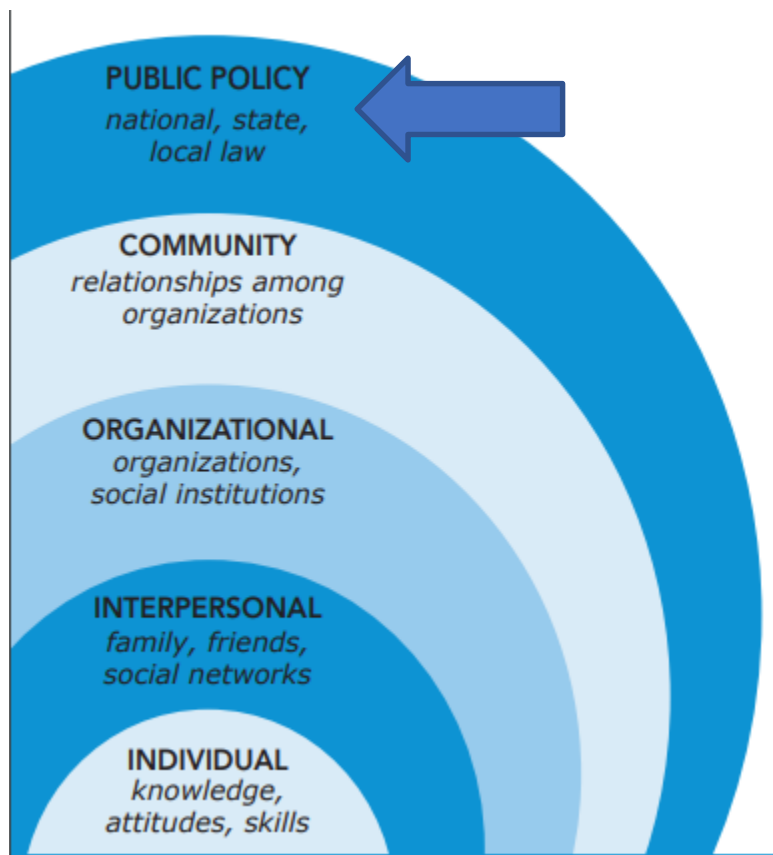 PUBLIC POLICY
national, state,
local law
COMMUNITY
relationships among
organizations
ORGANIZATIONAL
organizations,
social institutions
INTERPERSONAL
family, friends,
social networks
INDIVIDUAL
knowledge,
attitudes, skills